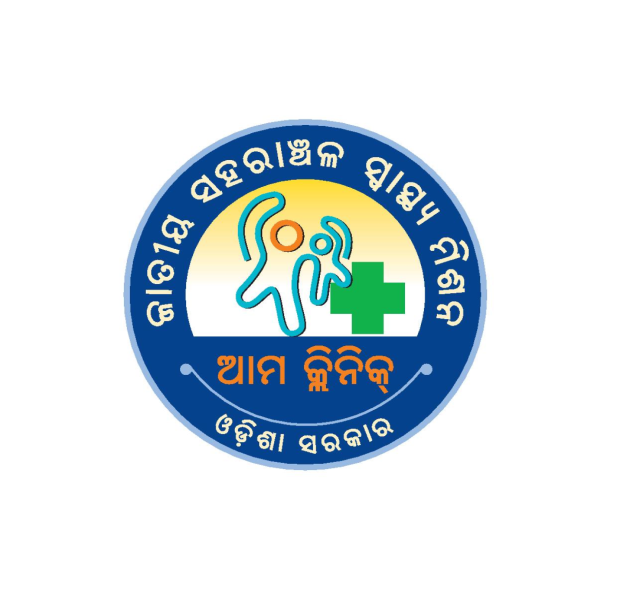 ଜାତୀୟ ସହରାଞ୍ଚଳ ସ୍ୱାସ୍ଥ୍ୟ ମିଶନ
ଆମ କ୍ଲିନିକ୍
ଓଡ଼ିଶା ସରକାର